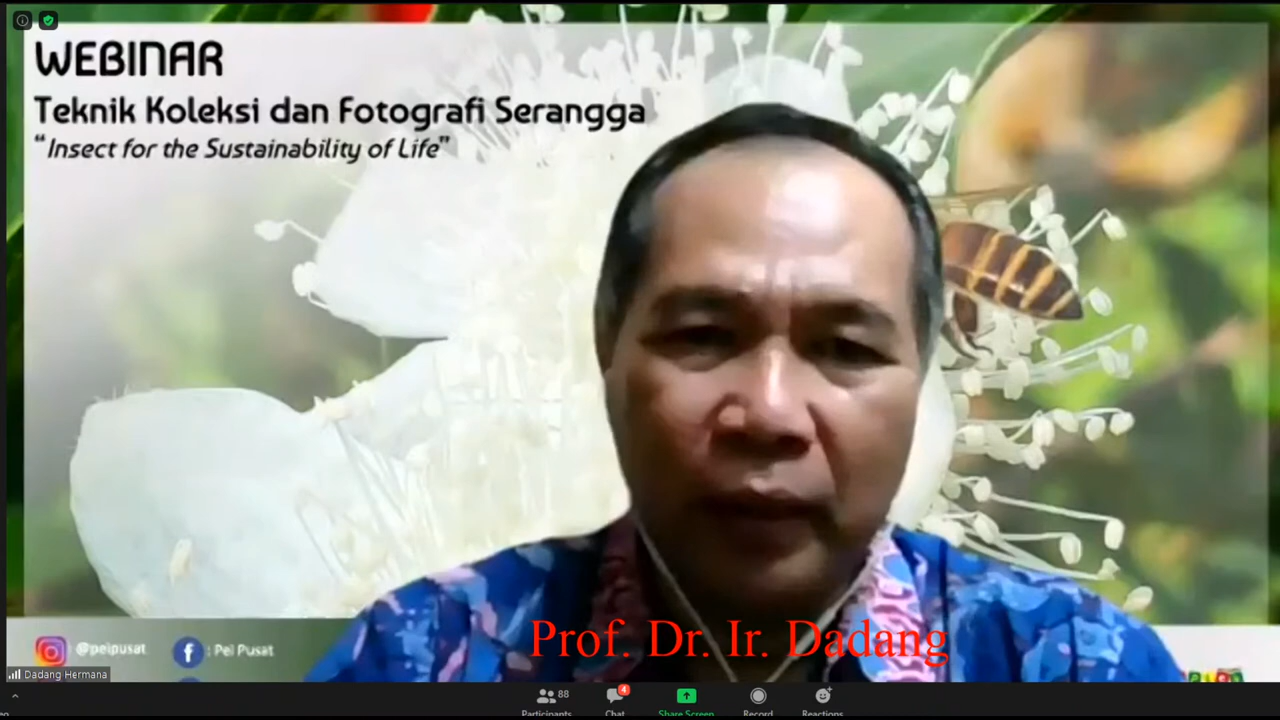 WEBINAR
Teknik Koleksi dan Fotografi Serangga
"Insect for the Sustainability of Life"
Prof. Dr. Ir. Dadang
@peipusat
: Pei Pusat
Dadang Hermana
88
4
Participants
Chat
Share Screen
Record
Reactions